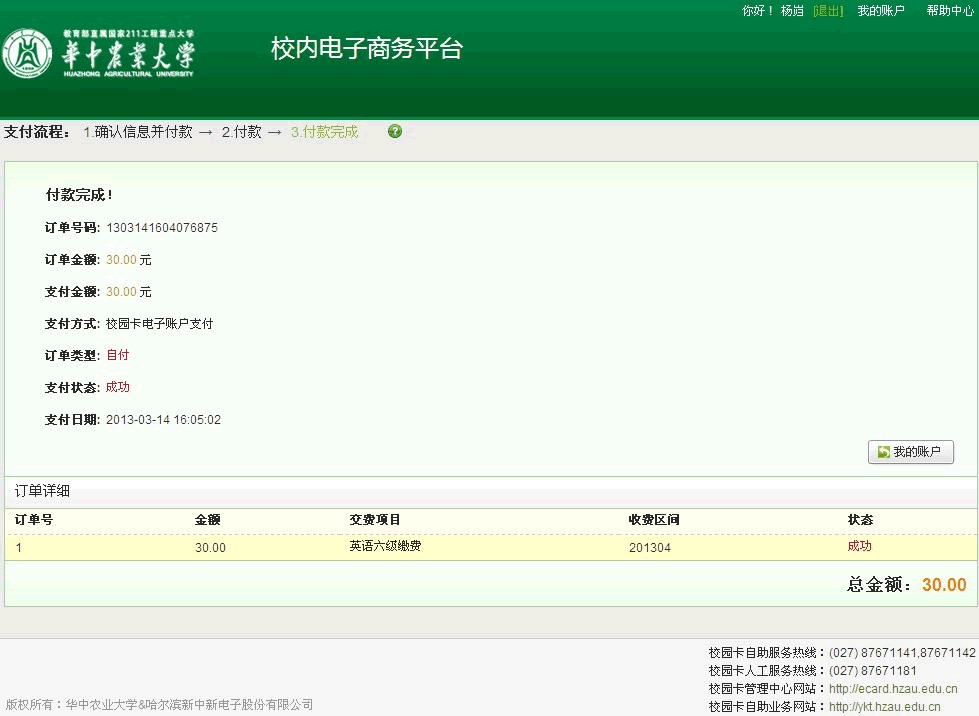 你好！ 杨岿 [退出] 我的账户 帮助中心
教育部直属国家211工程重点大学
华中农业大学
HUAZHONG AGRICULTURAL UNIVERSITY
校内电子商务平台
支付流程： 1.确认信息并付款 → 2.付款 → 3.付款完成 ?
付款完成！
订单号码: 1303141604076875
订单金额: 30.00 元
支付金额: 30.00 元
支付方式: 校园卡电子账户支付
订单类型: 自付
支付状态: 成功
支付日期: 2013-03-14 16:05:02
我的账户
订单详细
订单号 金额 交费项目 收费区间 状态
1 30.00 英语六级缴费 201304 成功
总金额： 30.00
校园卡自助服务热线：(027) 87671141,87671142
校园卡人工服务热线：(027) 87671181
校园卡管理中心网站：http://ecard.hzau.edu.cn
校园卡自助业务网站：http://ykt.hzau.edu.cn
版权所有：华中农业大学&哈尔滨新中新电子股份有限公司